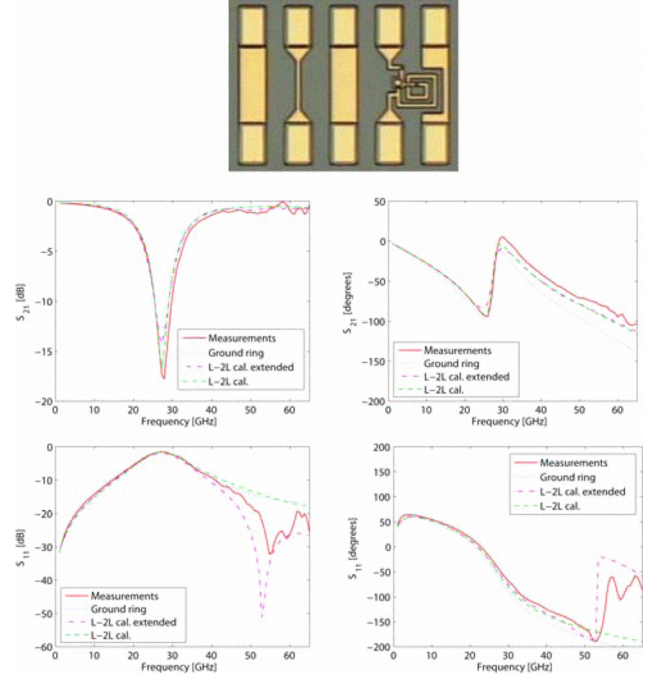 0
−5
−10
−15
−20
S21 [dB]
Measurements
Ground ring
L−2L cal. extended
L−2L cal.
0 10 20 30 40 50 60
Frequency [GHz]
50
0
−50
−100
−150
−200
S21 [degrees]
Measurements
Ground ring
L−2L cal. extended
L−2L cal.
0 10 20 30 40 50 60
Frequency [GHz]
0
−10
−20
−30
−40
−50
−60
S11 [dB]
Measurements
Ground ring
L−2L cal. extended
L−2L cal.
0 10 20 30 40 50 60
Frequency [GHz]
200
150
100
50
0
−50
−100
−150
−200
S11 [degrees]
Measurements
Ground ring
L−2L cal. extended
L−2L cal.
0 10 20 30 40 50 60
Frequency [GHz]